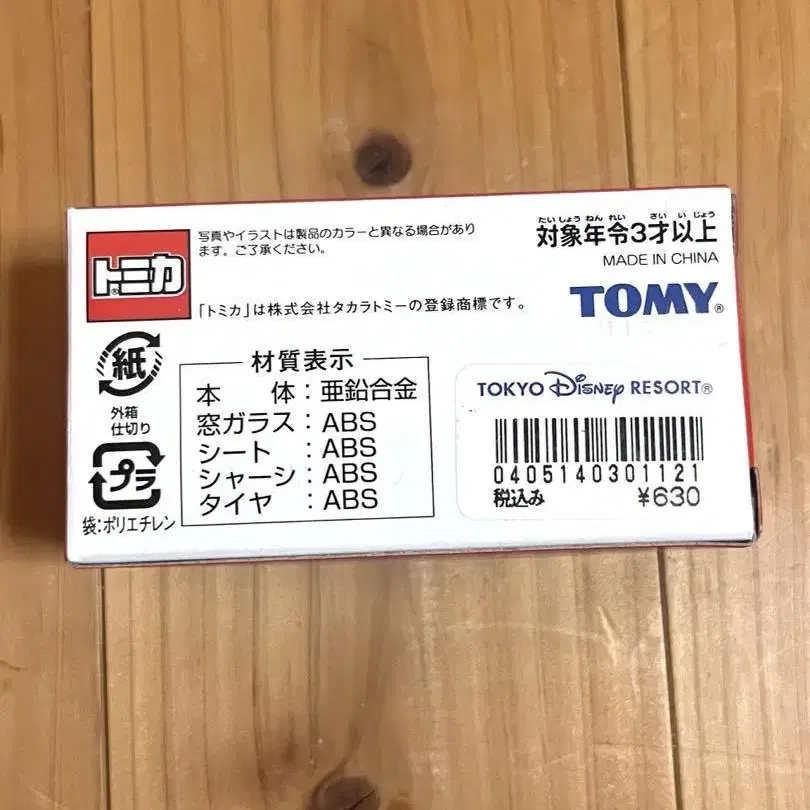 トミカ®
写真やイラストは製品のカラーと異なる場合があり
ます。ご了承ください。
「トミカ」は株式会社タカラトミーの登録商標です。
たいしょうねんれい さいいじょう
対象年令3才以上
MADE IN CHINA
TOMY®
紙
外箱
仕切り
プラ
袋:ポリエチレン
材質表示
本 体:亜鉛合金
窓ガラス:ABS
シート:ABS
シャーシ:ABS
タイヤ:ABS
TOKYO Disney RESORT®
0405140301121
税込み ¥630